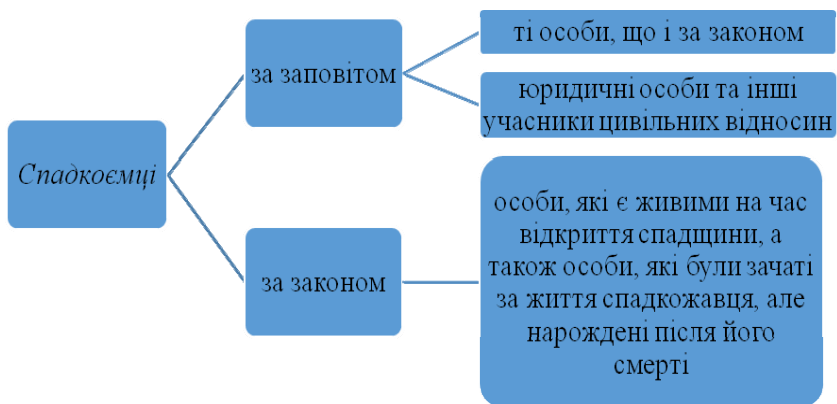 Спадкоємці
за заповітом
ті особи, що і за законом
юридичні особи та інші
учасники цивільних відносин
за законом
особи, які є живими на час
відкриття спадщини, а
також особи, які були зачаті
за життя спадкожавця, але
нарождені після його
смерті